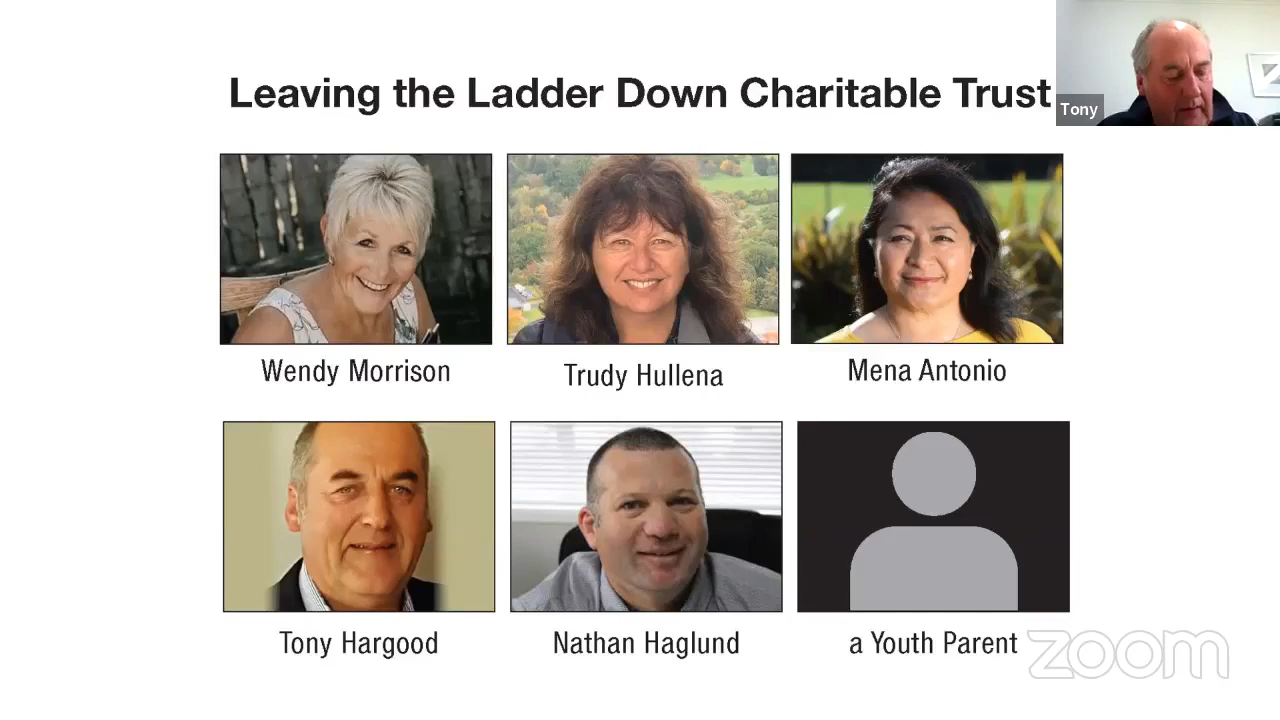 Leaving the Ladder Down Charitable Trust
Tony
Wendy Morrison
Trudy Hullena
Mena Antonio
Tony Hargood
Nathan Haglund
a Youth Parent
zoom